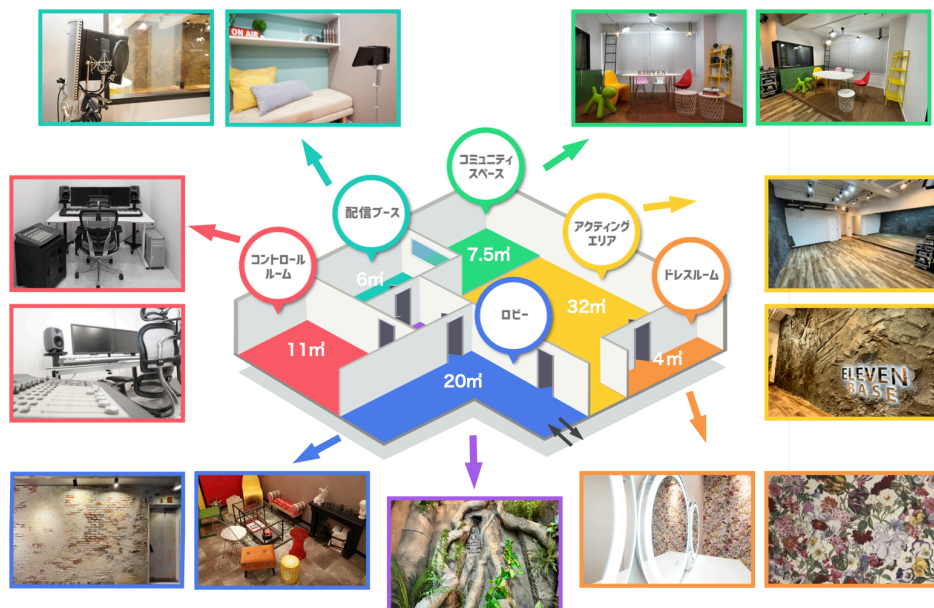 ON AIR
コミュニティ
スペース
配信ブース
アクティング
エリア
コントロール
ルーム
ドレスルーム
ロビー
7.5㎡
6㎡
32㎡
11㎡
4㎡
20㎡
ELEVEN
BASE